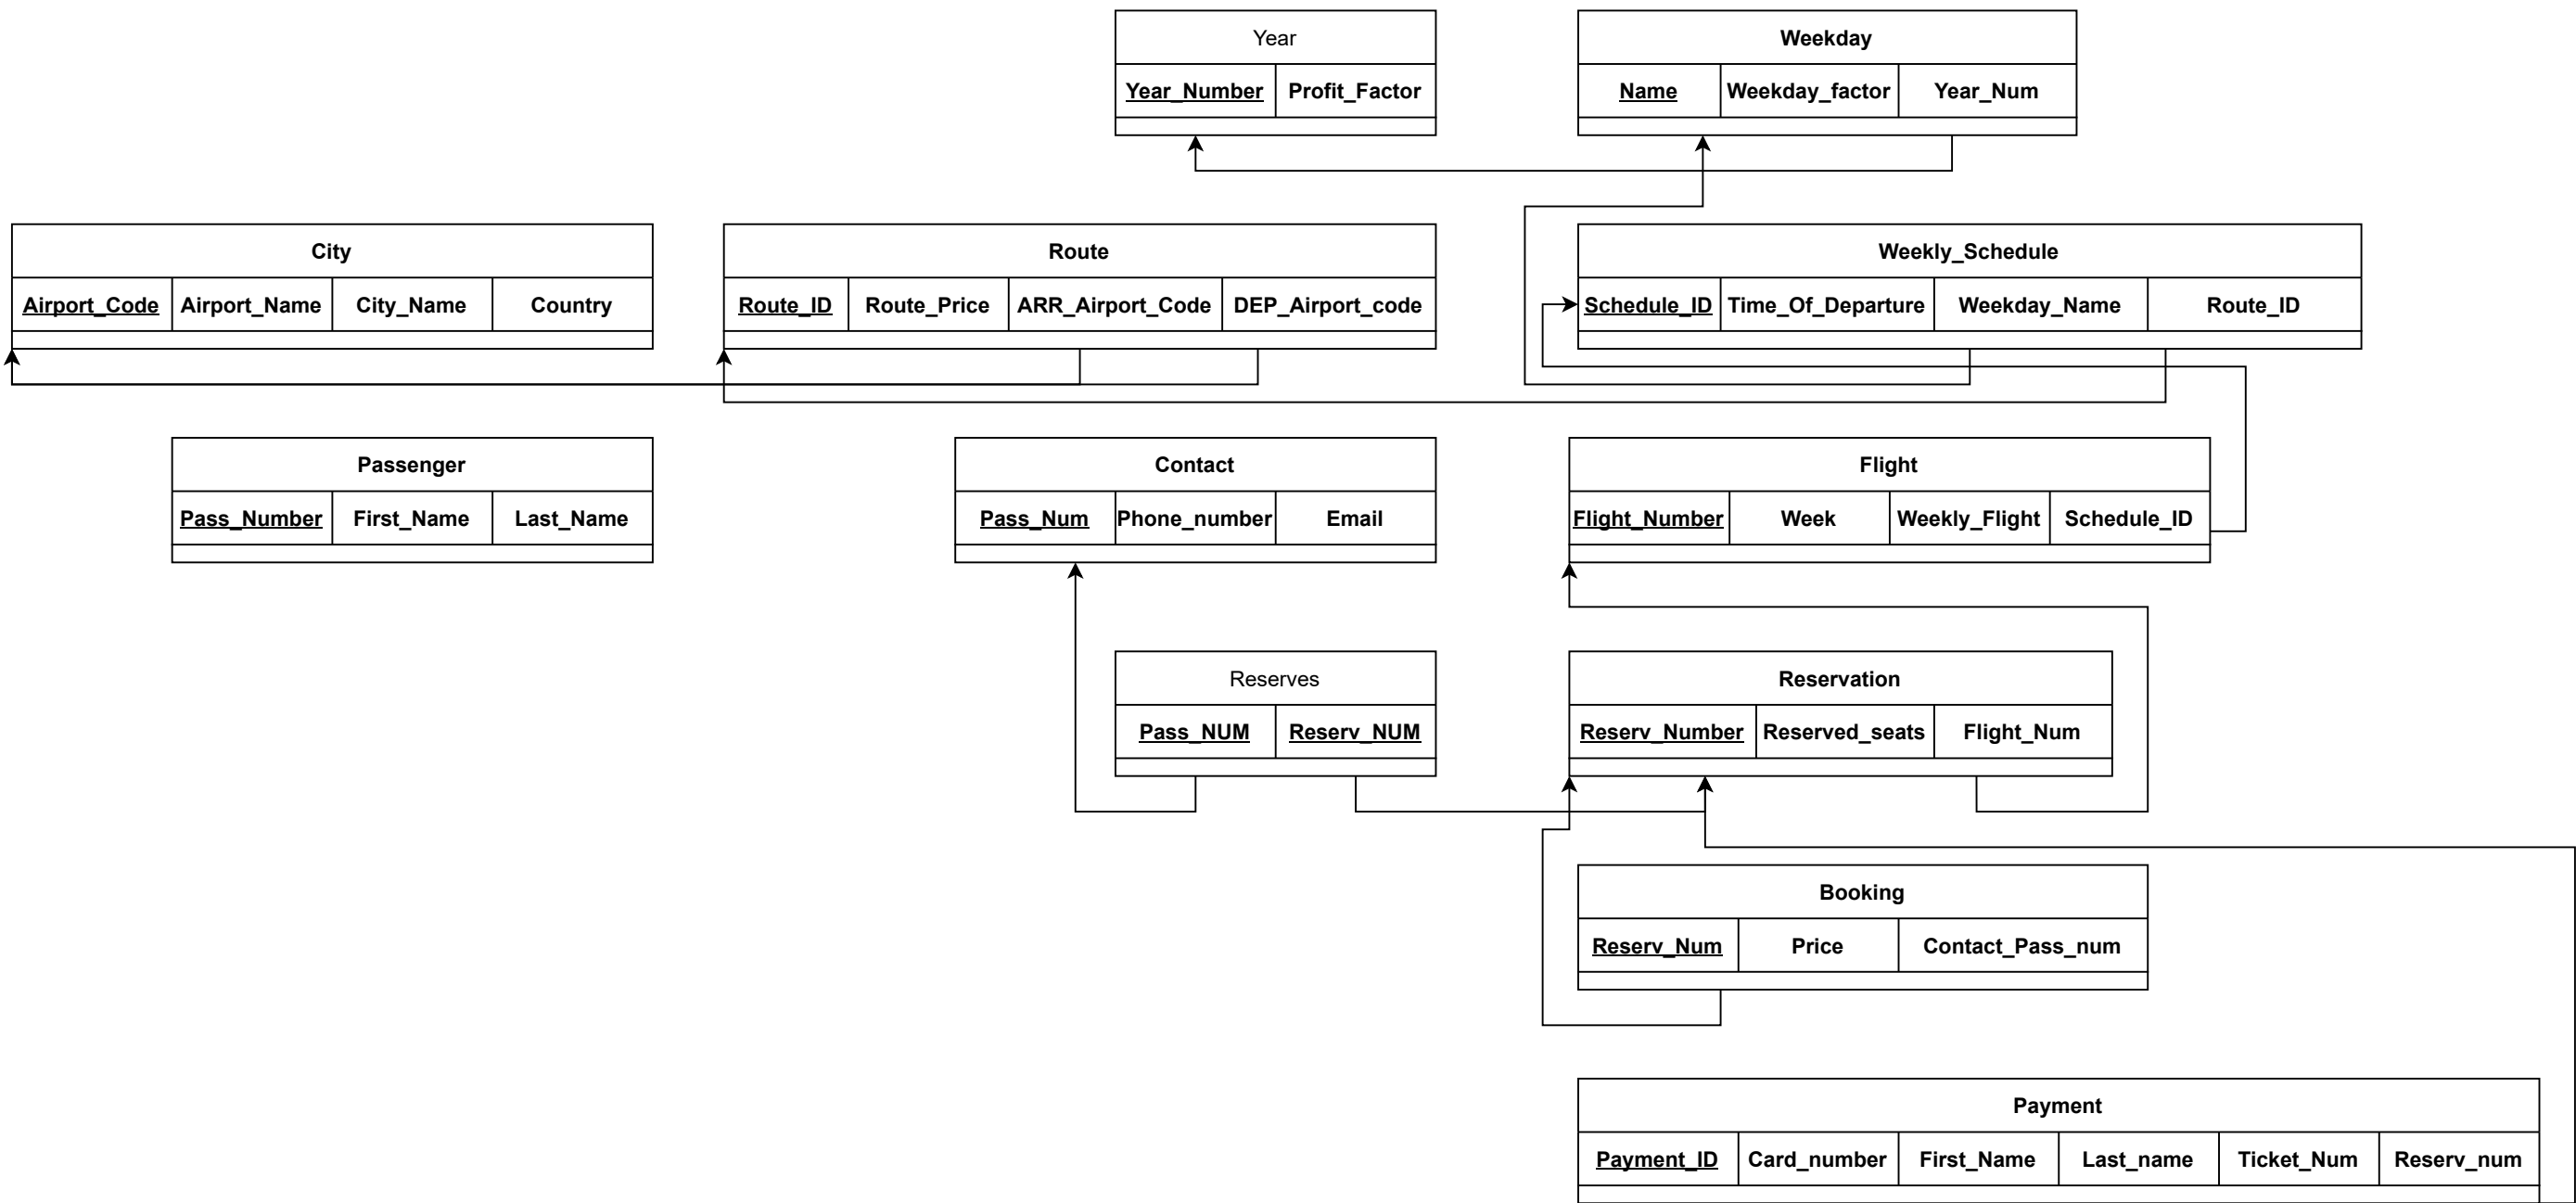 Year
Year_Number Profit_Factor
Weekday
Name Weekday_factor Year_Num
City
Airport_Code Airport_Name City_Name Country
Route
Route_ID Route_Price ARR_Airport_Code DEP_Airport_code
Weekly_Schedule
Schedule_ID Time_Of_Departure Weekday_Name Route_ID
Passenger
Pass_Number First_Name Last_Name
Contact
Pass_Num Phone_number Email
Flight
Flight_Number Week Weekly_Flight Schedule_ID
Reserves
Pass_NUM Reserv_NUM
Reservation
Reserv_Number Reserved_seats Flight_Num
Booking
Reserv_Num Price Contact_Pass_num
Payment
Payment_ID Card_number First_Name Last_name Ticket_Num Reserv_num